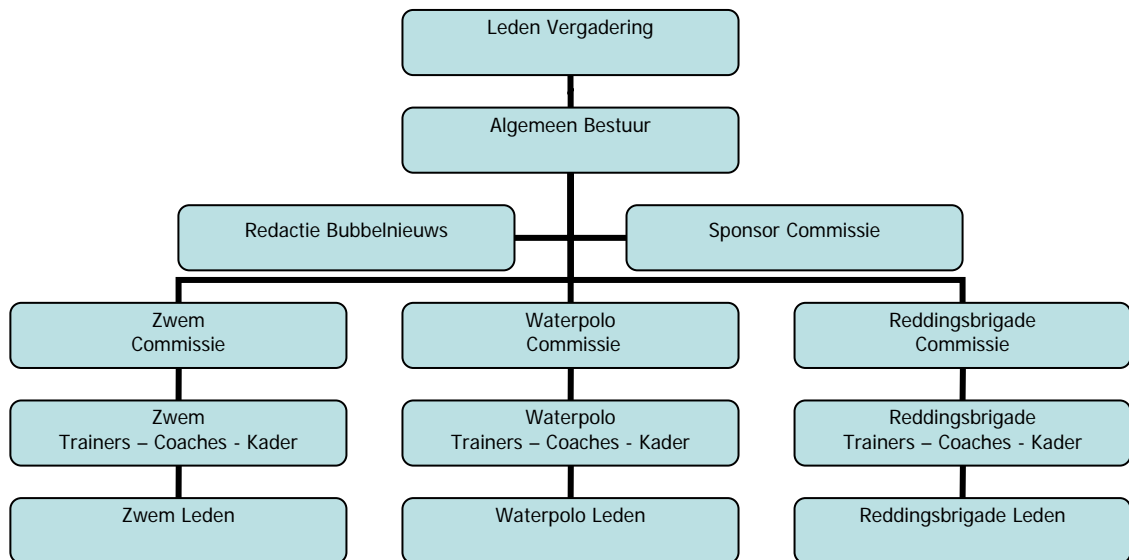 Leden Vergadering
Algemeen Bestuur
Redactie Bubbelnieuws
Sponsor Commissie
Zwem
Commissie
Waterpolo
Commissie
Reddingsbrigade
Commissie
Zwem
Trainers – Coaches - Kader
Waterpolo
Trainers – Coaches - Kader
Reddingsbrigade
Trainers – Coaches - Kader
Zwem Leden
Waterpolo Leden
Reddingsbrigade Leden